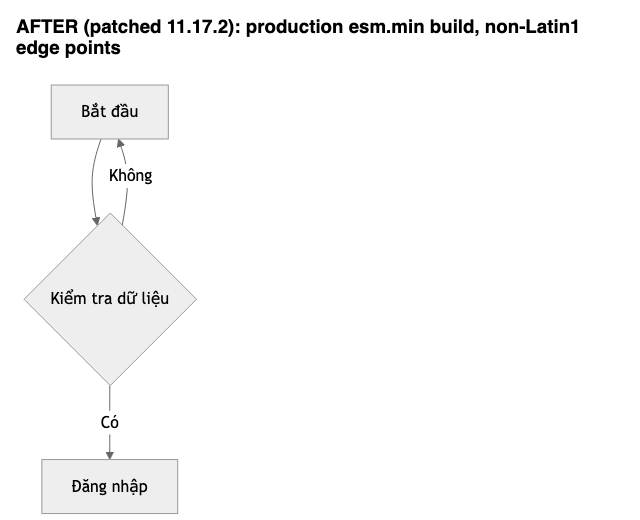 AFTER (patched 11.17.2): production esm.min build, non-Latin1
edge points
Bắt đầu
Không
Kiểm tra dữ liệu
Có
Đăng nhập